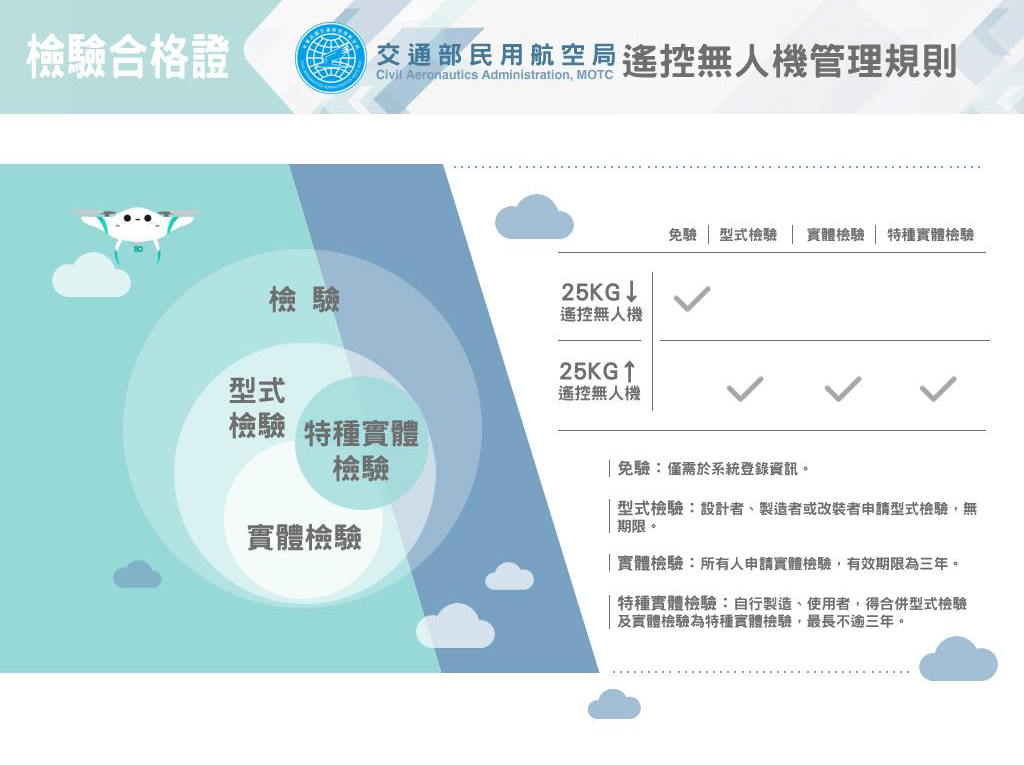 檢驗合格證
交通部民用航空局
Civil Aeronautics Administration, MOTC
遙控無人機管理規則
檢 驗
型式
檢驗
特種實體
檢驗
實體檢驗
免驗 型式檢驗 實體檢驗 特種實體檢驗
25KG↓
遙控無人機
25KG↑
遙控無人機
免驗：僅需於系統登錄資訊。
型式檢驗：設計者、製造者或改裝者申請型式檢驗，無
期限。
實體檢驗：所有人申請實體檢驗，有效期限為三年。
特種實體檢驗：自行製造、使用者，得合併型式檢驗
及實體檢驗為特種實體檢驗，最長不逾三年。